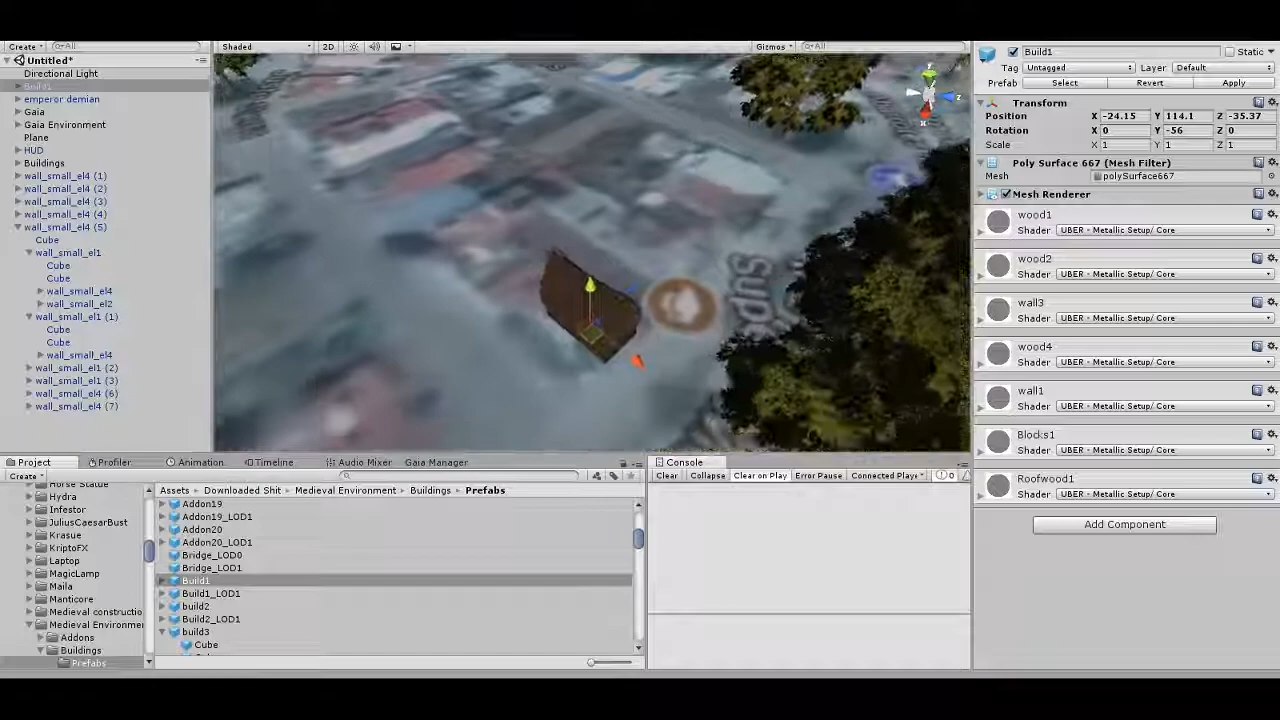 Create
All
Shaded
2D
Gizmos
All
Build1
Static
Untitled*
Tag Untagged
Layer Default
Directional Light
Prefab Select Revert Apply
Build1
emperor demian
Transform
Gaia
Position X -24.15 Y 114.1 Z -35.37
Gaia Environment
Rotation X 0 Y -56 Z 0
Plane
Scale X 1 Y 1 Z 1
HUD
Buildings
Poly Surface 667 (Mesh Filter)
wall_small_el4 (1)
Mesh polySurface667
wall_small_el4 (2)
Mesh Renderer
wall_small_el4 (3)
wall_small_el4 (4)
wood1
wall_small_el4 (5)
Shader UBER - Metallic Setup/ Core
Cube
wall_small_el1
wood2
Cube
Shader UBER - Metallic Setup/ Core
Cube
wall_small_el4
wall3
wall_small_el2
Shader UBER - Metallic Setup/ Core
wall_small_el1 (1)
Cube
wood4
Cube
Shader UBER - Metallic Setup/ Core
wall_small_el4
wall_small_el1 (2)
wall1
wall_small_el1 (3)
Shader UBER - Metallic Setup/ Core
wall_small_el4 (6)
wall_small_el4 (7)
Blocks1
Shader UBER - Metallic Setup/ Core
Roofwood1
Shader UBER - Metallic Setup/ Core
Add Component
Project
Profiler
Animation
Timeline
Audio Mixer
Gaia Manager
Console
Create
Clear Collapse Clear on Play Error Pause Connected Playe 0
Assets Downloaded Shit Medieval Environment Buildings Prefabs
Horse Statue
Hydra
Infestor
JuliusCaesarBust
Krasue
KriptoFX
Laptop
MagicLamp
Maila
Manticore
Medieval constructio
Medieval Environme
Addons
Buildings
Prefabs
Addon19
Addon19_LOD1
Addon20
Addon20_LOD1
Bridge_LOD0
Bridge_LOD1
Build1
Build1_LOD1
build2
Build2_LOD1
build3
Cube